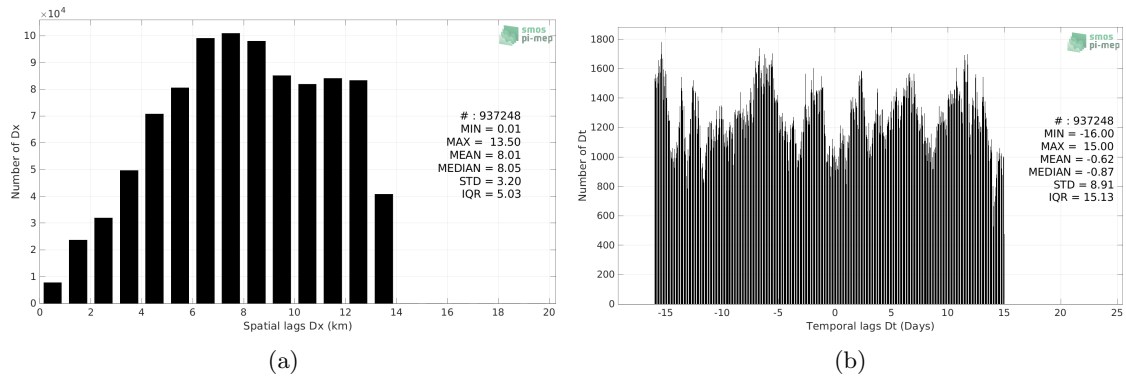 ×10⁴
10
9
8
7
6
5
4
3
2
1
0
Number of Dx
0 2 4 6 8 10 12 14 16 18 20
Spatial lags Dx (km)
smos
pi-mep
# : 937248
MIN = 0.01
MAX = 13.50
MEAN = 8.01
MEDIAN = 8.05
STD = 3.20
IQR = 5.03
(a)
1800
1600
1400
1200
1000
800
600
400
200
0
Number of Dt
-15 -10 -5 0 5 10 15 20 25
Temporal lags Dt (Days)
smos
pi-mep
# : 937248
MIN = -16.00
MAX = 15.00
MEAN = -0.62
MEDIAN = -0.87
STD = 8.91
IQR = 15.13
(b)